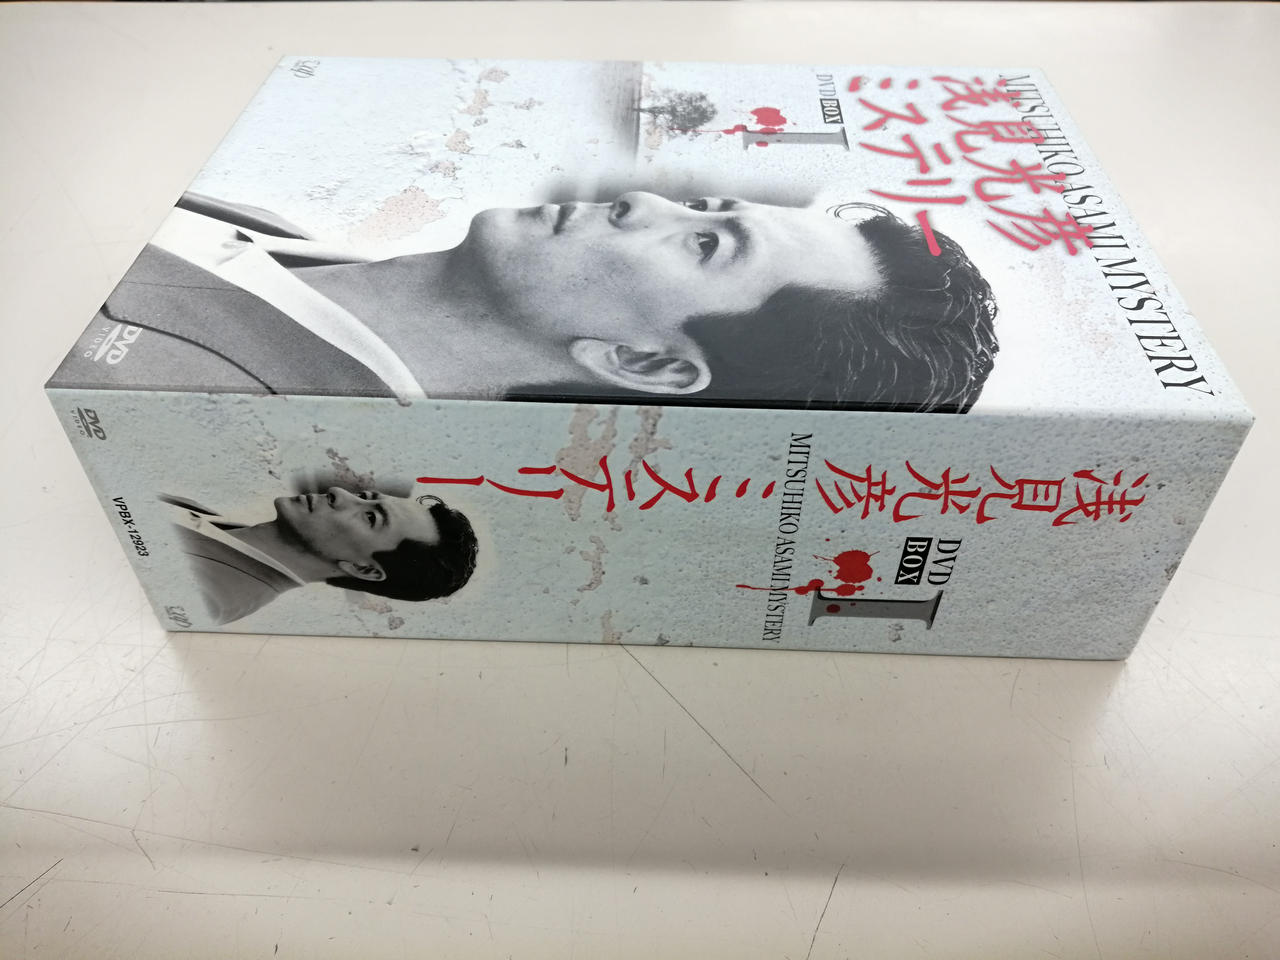 MITSUHIKO ASAMI MYSTERY
浅見光彦
ミステリー
DVD BOX
I
DVD
VIDEO
vap
浅見光彦
ミステリー
MITSUHIKO ASAMI MYSTERY
DVD
BOX
I
DVD
VIDEO
VPBX-12923
vap